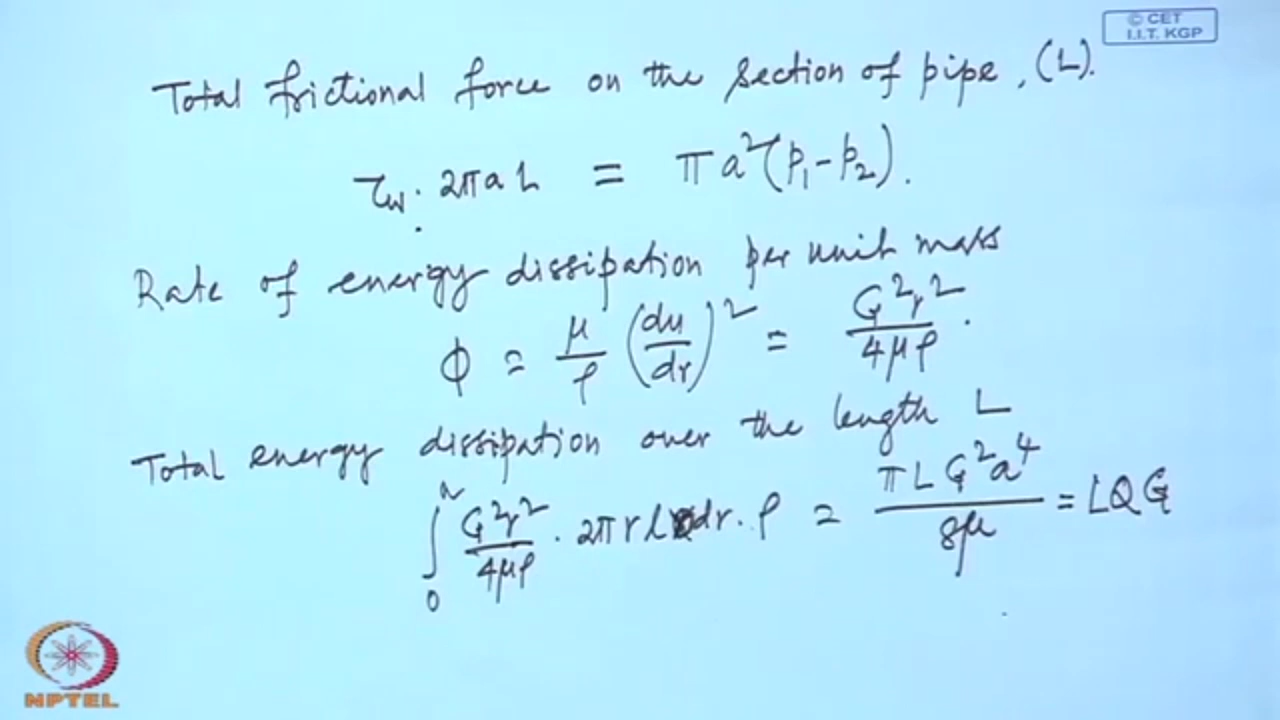 © CET
I.I.T. KGP
Total frictional force on the section of pipe, (L).
τw · 2πaL = πa²(p₁-p₂).
Rate of energy dissipation per unit mass
ϕ = μ/ρ (du/dr)² = G²r²/4μρ.
Total energy dissipation over the length L
∫₀ᵃ G²r²/4μρ · 2πrL dr · ρ = πLG²a⁴/8μ = LQG
NPTEL